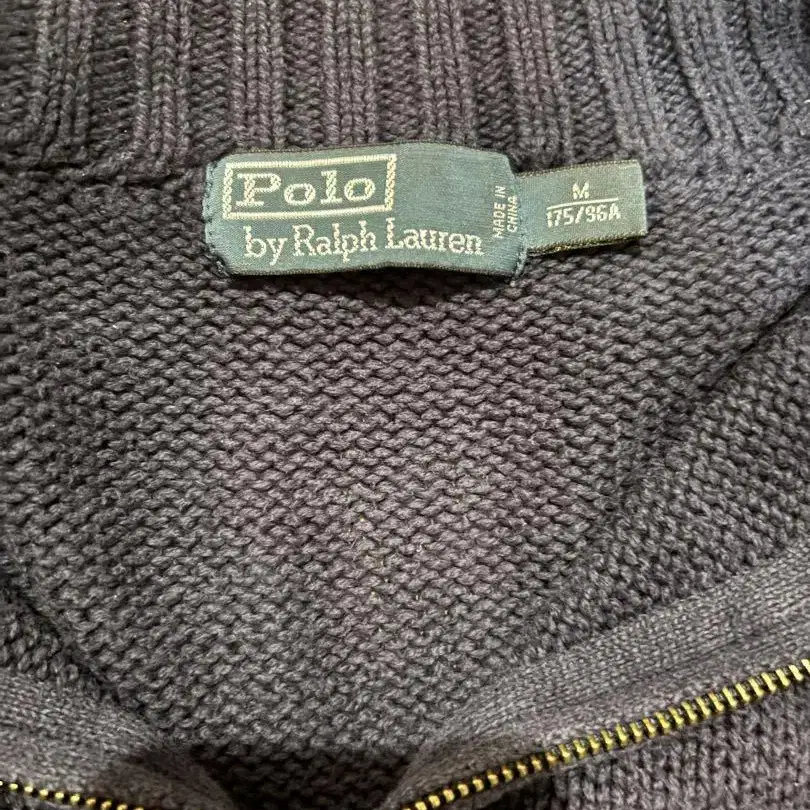 Polo
by Ralph Lauren
MADE IN
CHINA
M
175/96A